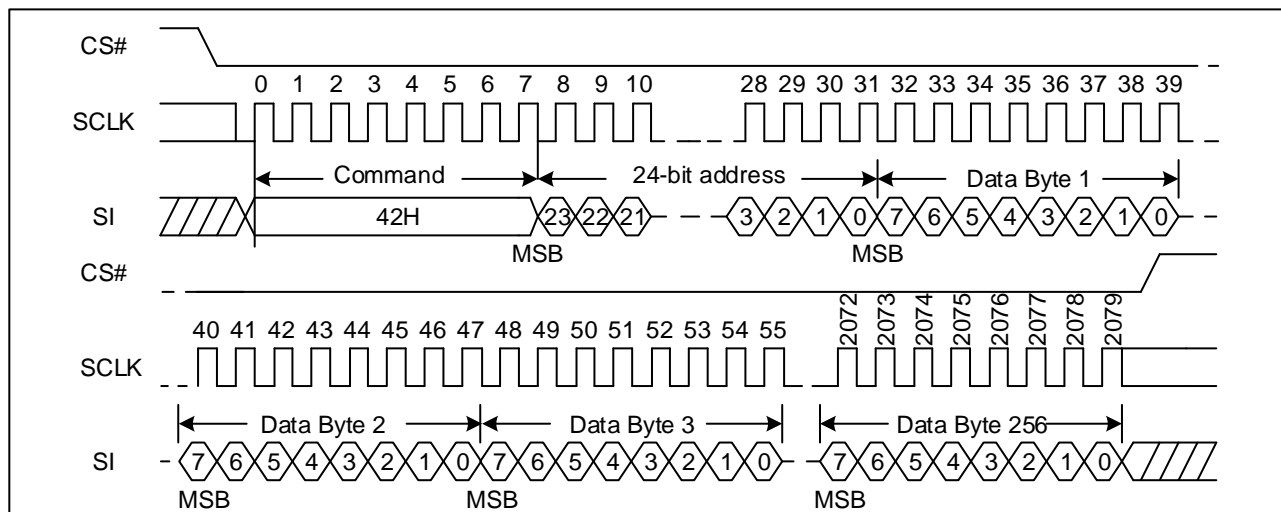 CS#
0 1 2 3 4 5 6 7 8 9 10 28 29 30 31 32 33 34 35 36 37 38 39
SCLK
Command 24-bit address Data Byte 1
SI 42H 23 22 21 3 2 1 0 7 6 5 4 3 2 1 0
MSB MSB
CS#
40 41 42 43 44 45 46 47 48 49 50 51 52 53 54 55 2072 2073 2074 2075 2076 2077 2078 2079
SCLK
Data Byte 2 Data Byte 3 Data Byte 256
SI 7 6 5 4 3 2 1 0 7 6 5 4 3 2 1 0 7 6 5 4 3 2 1 0
MSB MSB MSB